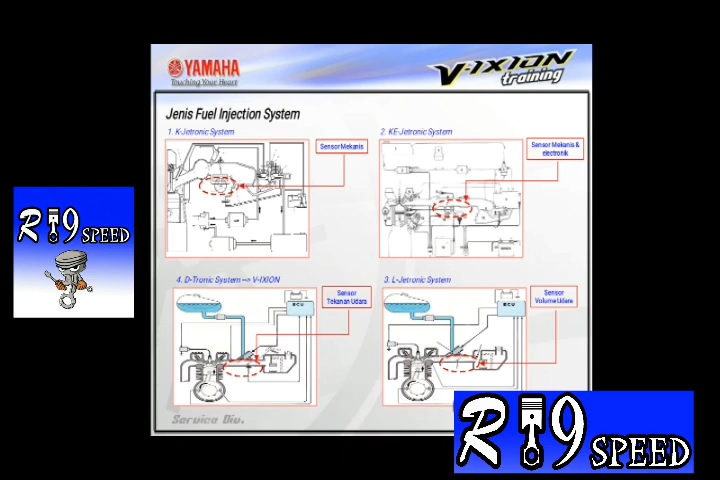 YAMAHA
Touching Your Heart
V-IXION
training
Jenis Fuel Injection System
1. K-Jetronic System
2. KE-Jetronic System
Sensor Mekanis
Sensor Mekanis &
electronik
4. D-Tronic System --> V-IXION
3. L-Jetronic System
Sensor
Tekanan Udara
Sensor
Volume Udara
ECU
ECU
Service Div.
R 9 SPEED
R 9 SPEED